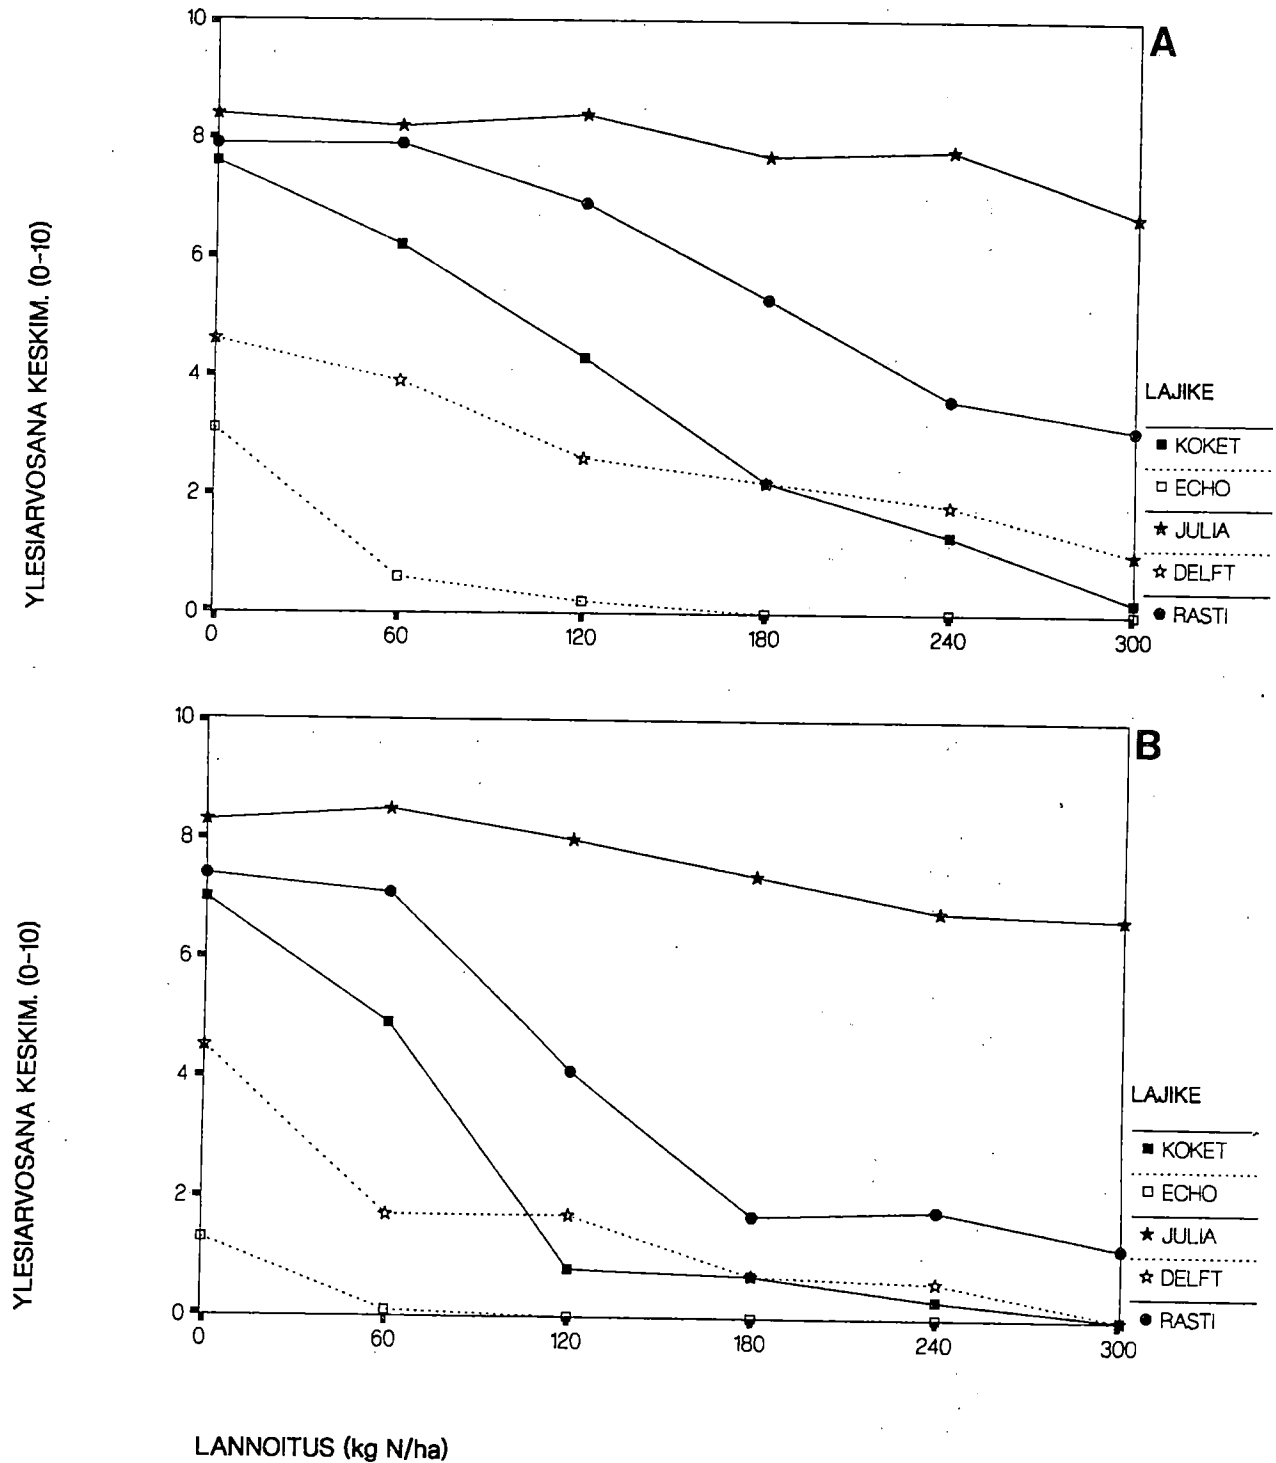 A
YLESIARVOSANA KESKIM. (0-10)
10
8
6
4
2
0
0 60 120 180 240 300
LAJIKE
KOKET
ECHO
JULIA
DELFT
RASTI
B
YLESIARVOSANA KESKIM. (0-10)
10
8
6
4
2
0
0 60 120 180 240 300
LAJIKE
KOKET
ECHO
JULIA
DELFT
RASTI
LANNOITUS (kg N/ha)